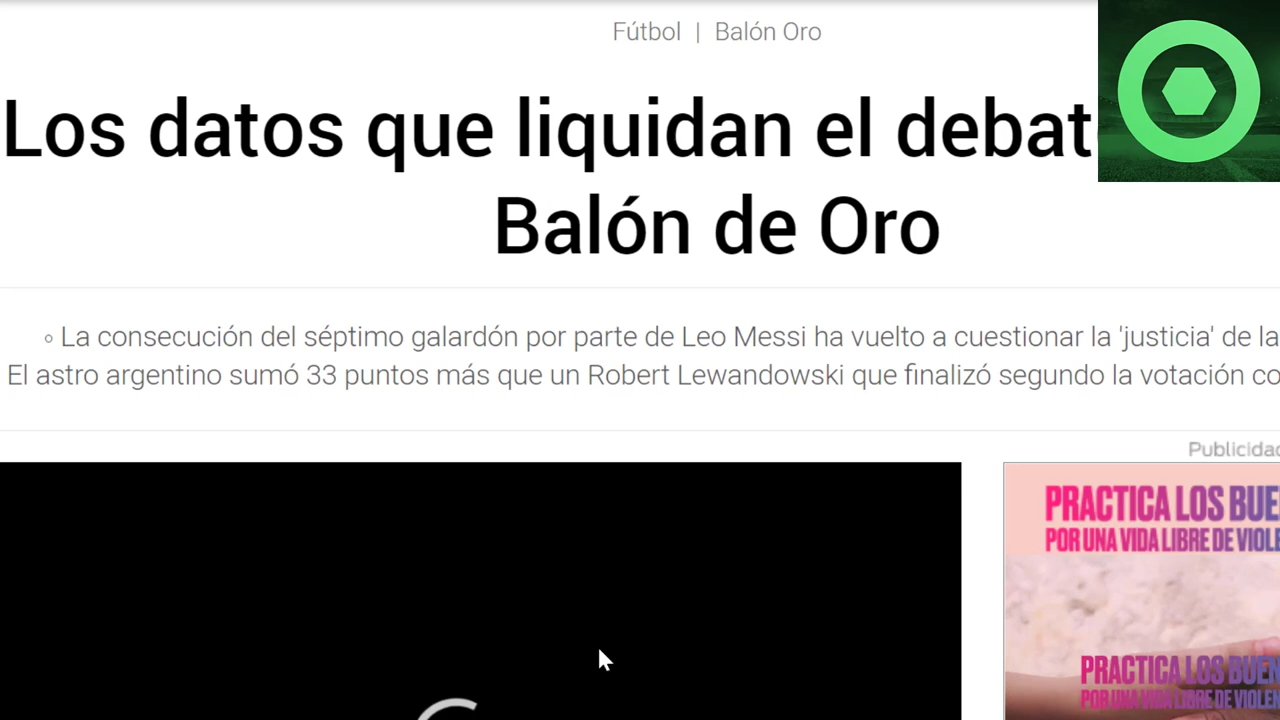 Fútbol | Balón Oro
Los datos que liquidan el debat
Balón de Oro
◦ La consecución del séptimo galardón por parte de Leo Messi ha vuelto a cuestionar la 'justicia' de la
El astro argentino sumó 33 puntos más que un Robert Lewandowski que finalizó segundo la votación co
Publicidad
PRACTICA LOS BUEN
POR UNA VIDA LIBRE DE VIOLE
PRACTICA LOS BUEN
POR UNA VIDA LIBRE DE VIOLEN